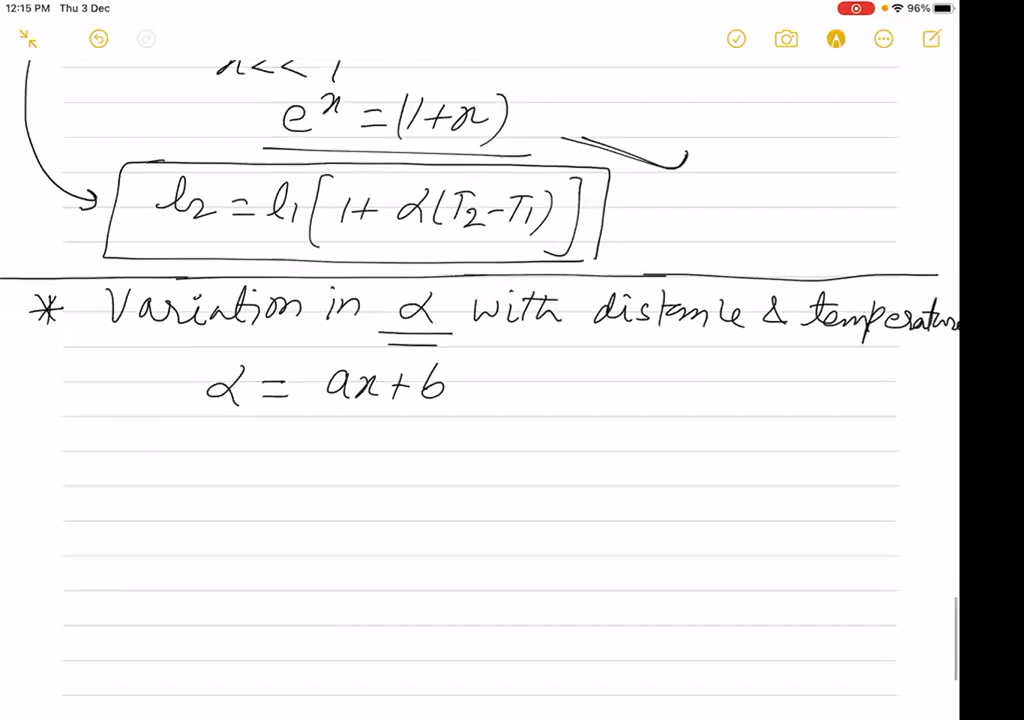 12:15 PM Thu 3 Dec 96%
x << 1
e^x = (1+x)
l2 = l1 [1 + α(T2 - T1)]
* Variation in α with distance & temperature
α = ax + b